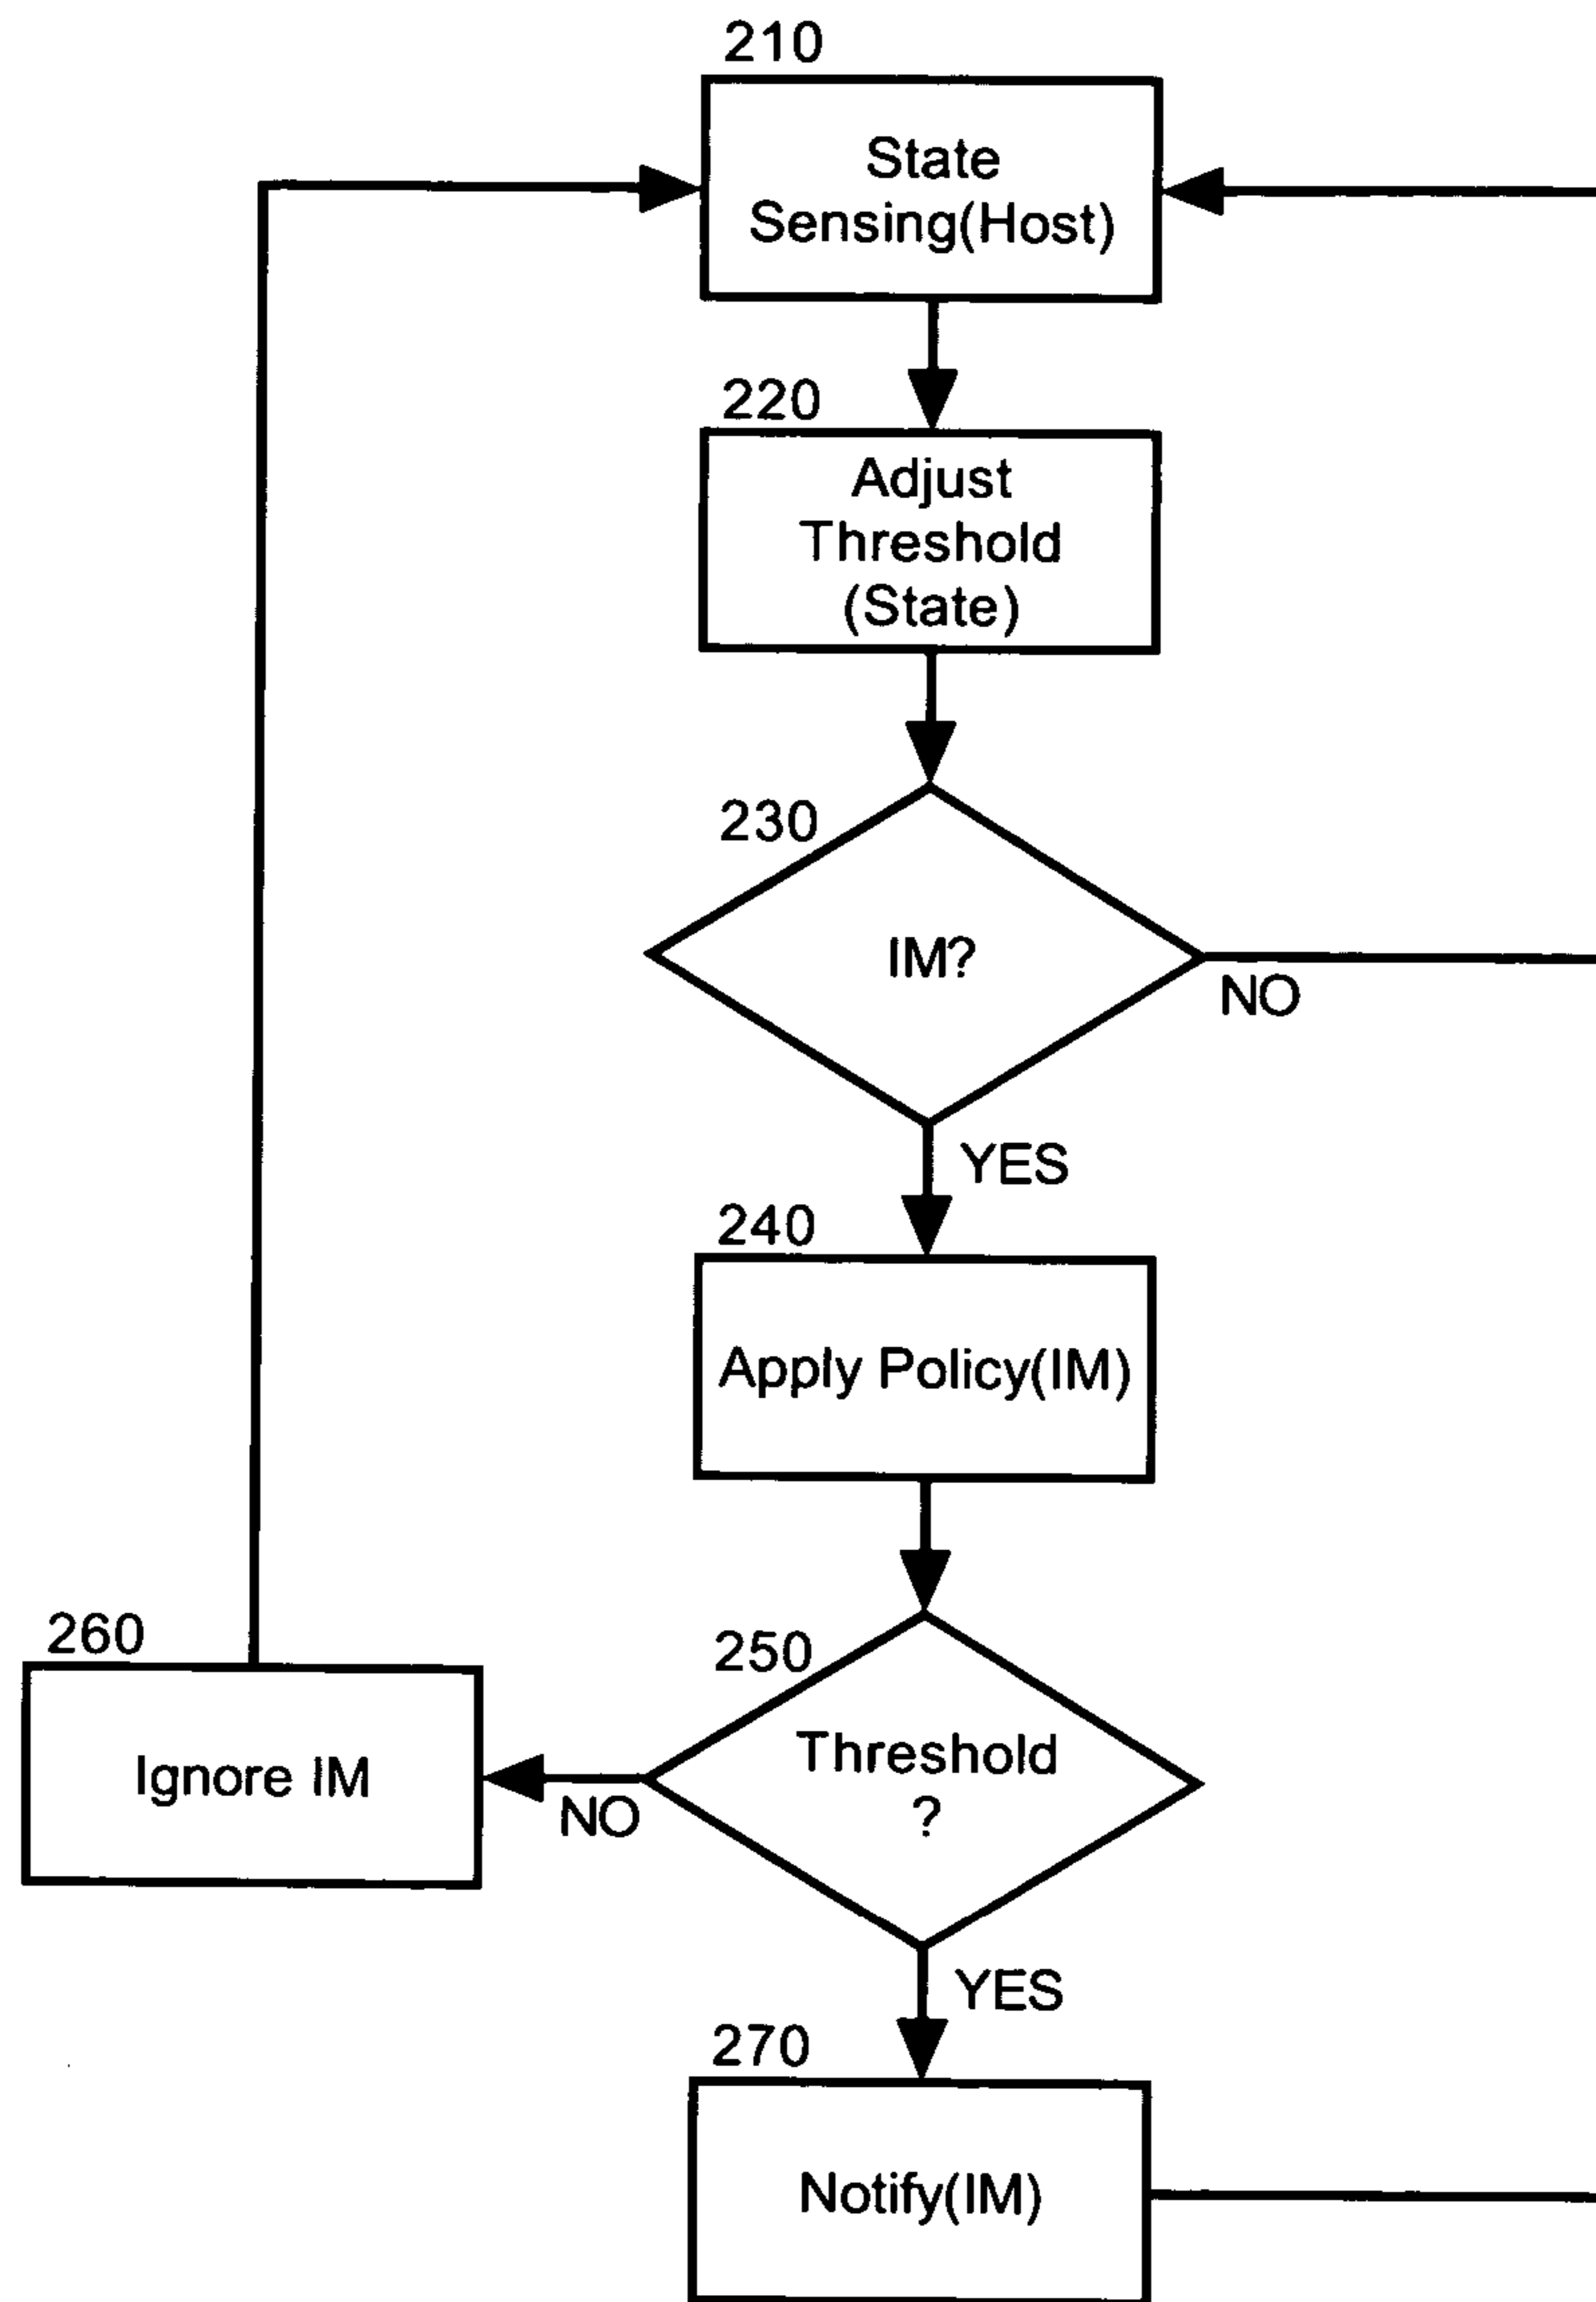 210
State
Sensing(Host)
220
Adjust
Threshold
(State)
230
IM?
NO
YES
240
Apply Policy(IM)
260
250
Ignore IM
Threshold
?
NO
YES
270
Notify(IM)